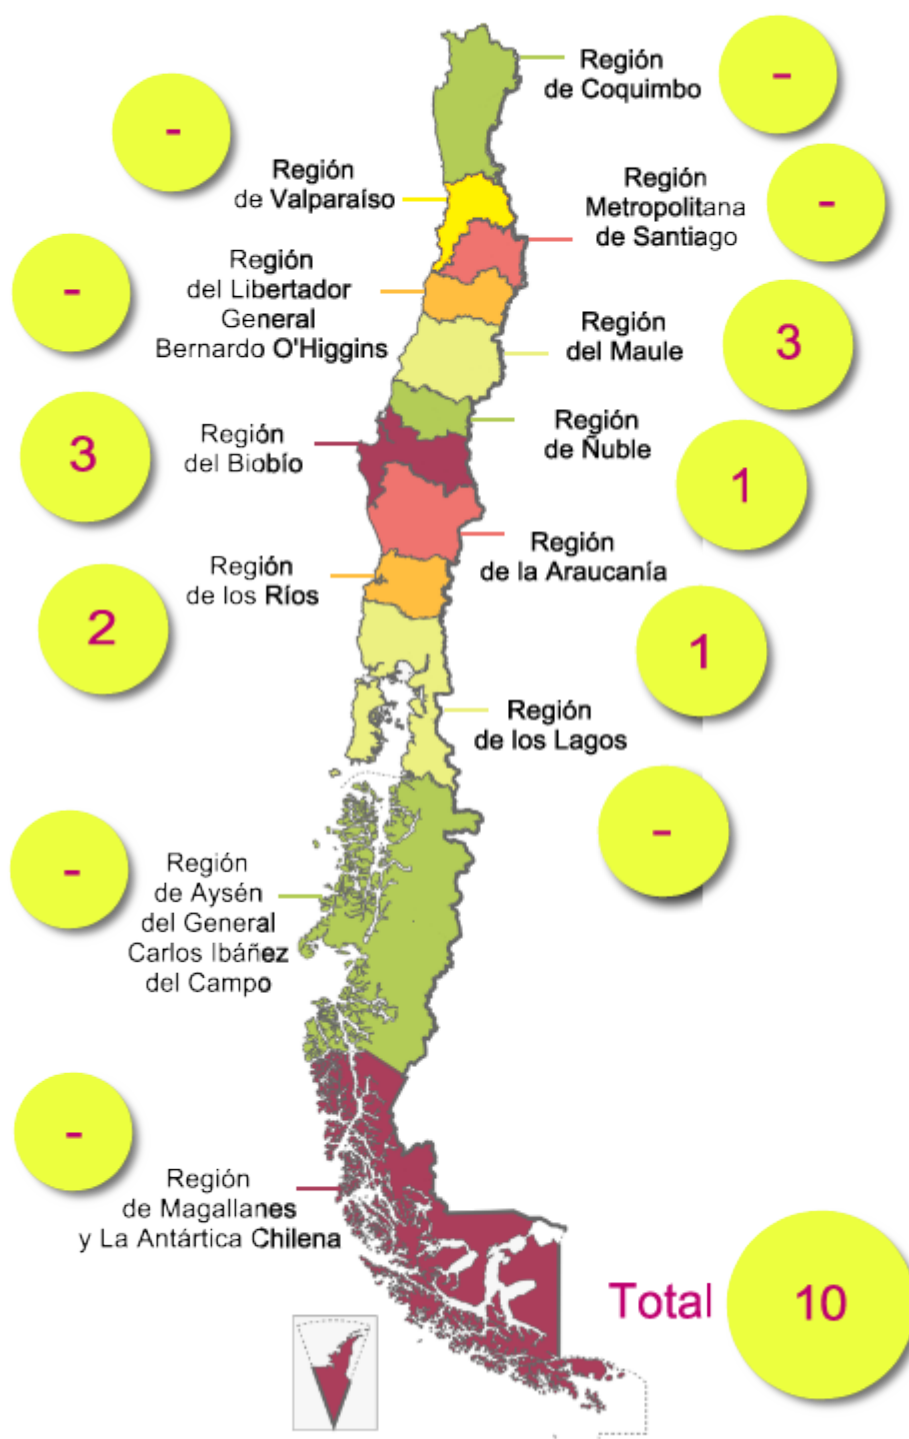 Región
de Coquimbo
-
-
Región
de Valparaíso
Región
Metropolitana
de Santiago
-
-
Región
del Libertador
General
Bernardo O'Higgins
Región
del Maule
3
3
Región
del Biobío
Región
de Ñuble
1
2
Región
de los Ríos
Región
de la Araucanía
1
Región
de los Lagos
-
-
Región
de Aysén
del General
Carlos Ibáñez
del Campo
-
Región
de Magallanes
y La Antártica Chilena
Total 10